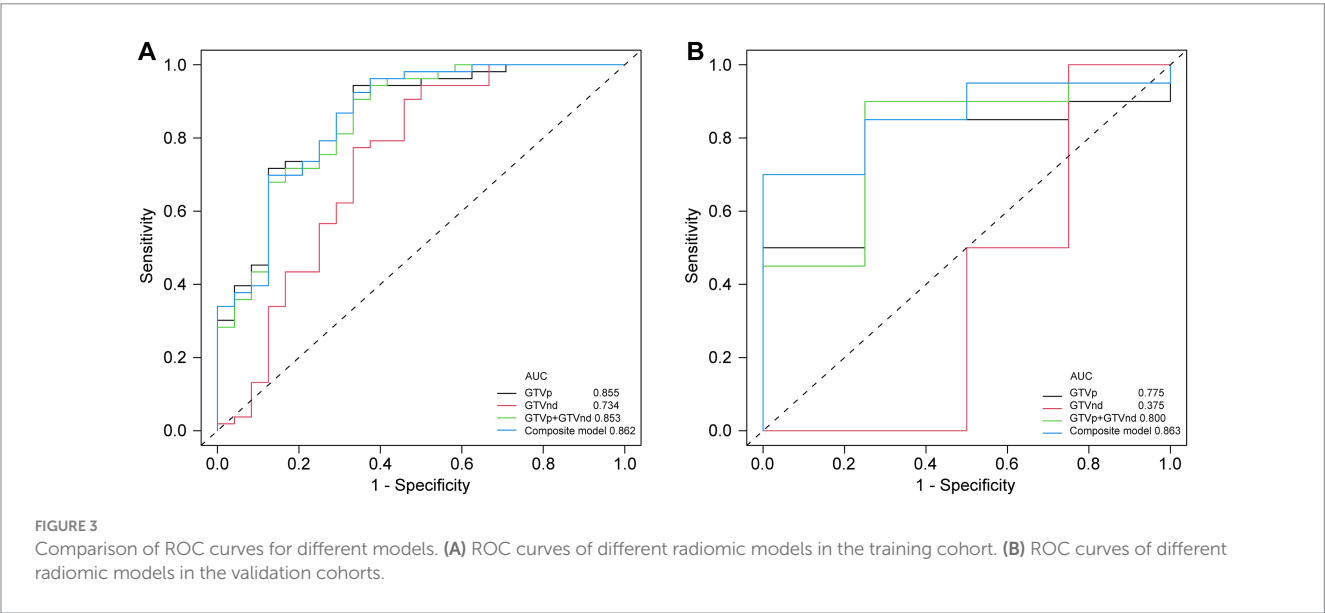 A
B
1.0
0.8
0.6
0.4
0.2
0.0
Sensitivity
AUC
GTVp 0.855
GTVnd 0.734
GTVp+GTVnd 0.853
Composite model 0.862
0.0 0.2 0.4 0.6 0.8 1.0
1 - Specificity
1.0
0.8
0.6
0.4
0.2
0.0
Sensitivity
AUC
GTVp 0.775
GTVnd 0.375
GTVp+GTVnd 0.800
Composite model 0.863
0.0 0.2 0.4 0.6 0.8 1.0
1 - Specificity
FIGURE 3
Comparison of ROC curves for different models. (A) ROC curves of different radiomic models in the training cohort. (B) ROC curves of different
radiomic models in the validation cohorts.